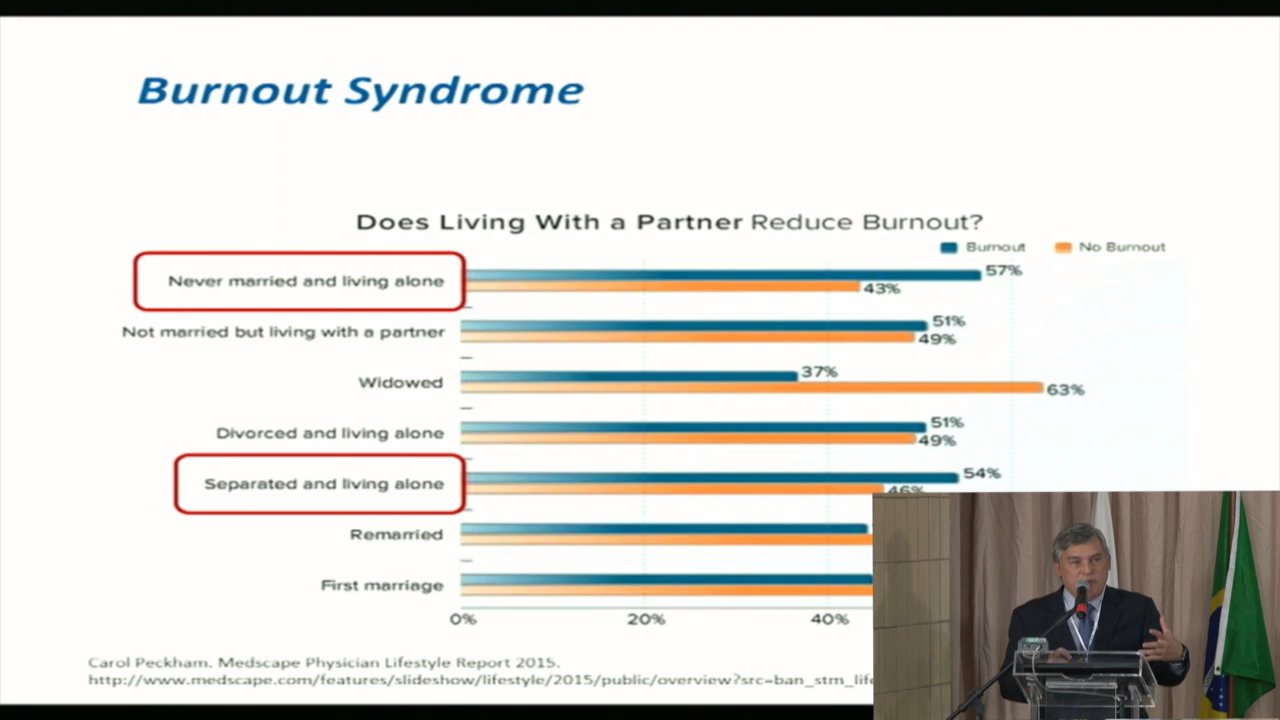 Burnout Syndrome
Does Living With a Partner Reduce Burnout?
Burnout No Burnout
Never married and living alone 57%
43%
Not married but living with a partner 51%
49%
Widowed 37%
63%
Divorced and living alone 51%
49%
Separated and living alone 54%
46%
Remarried
First marriage
0% 20% 40%
Carol Peckham. Medscape Physician Lifestyle Report 2015.
http://www.medscape.com/features/slideshow/lifestyle/2015/public/overview?src=ban_stm_life